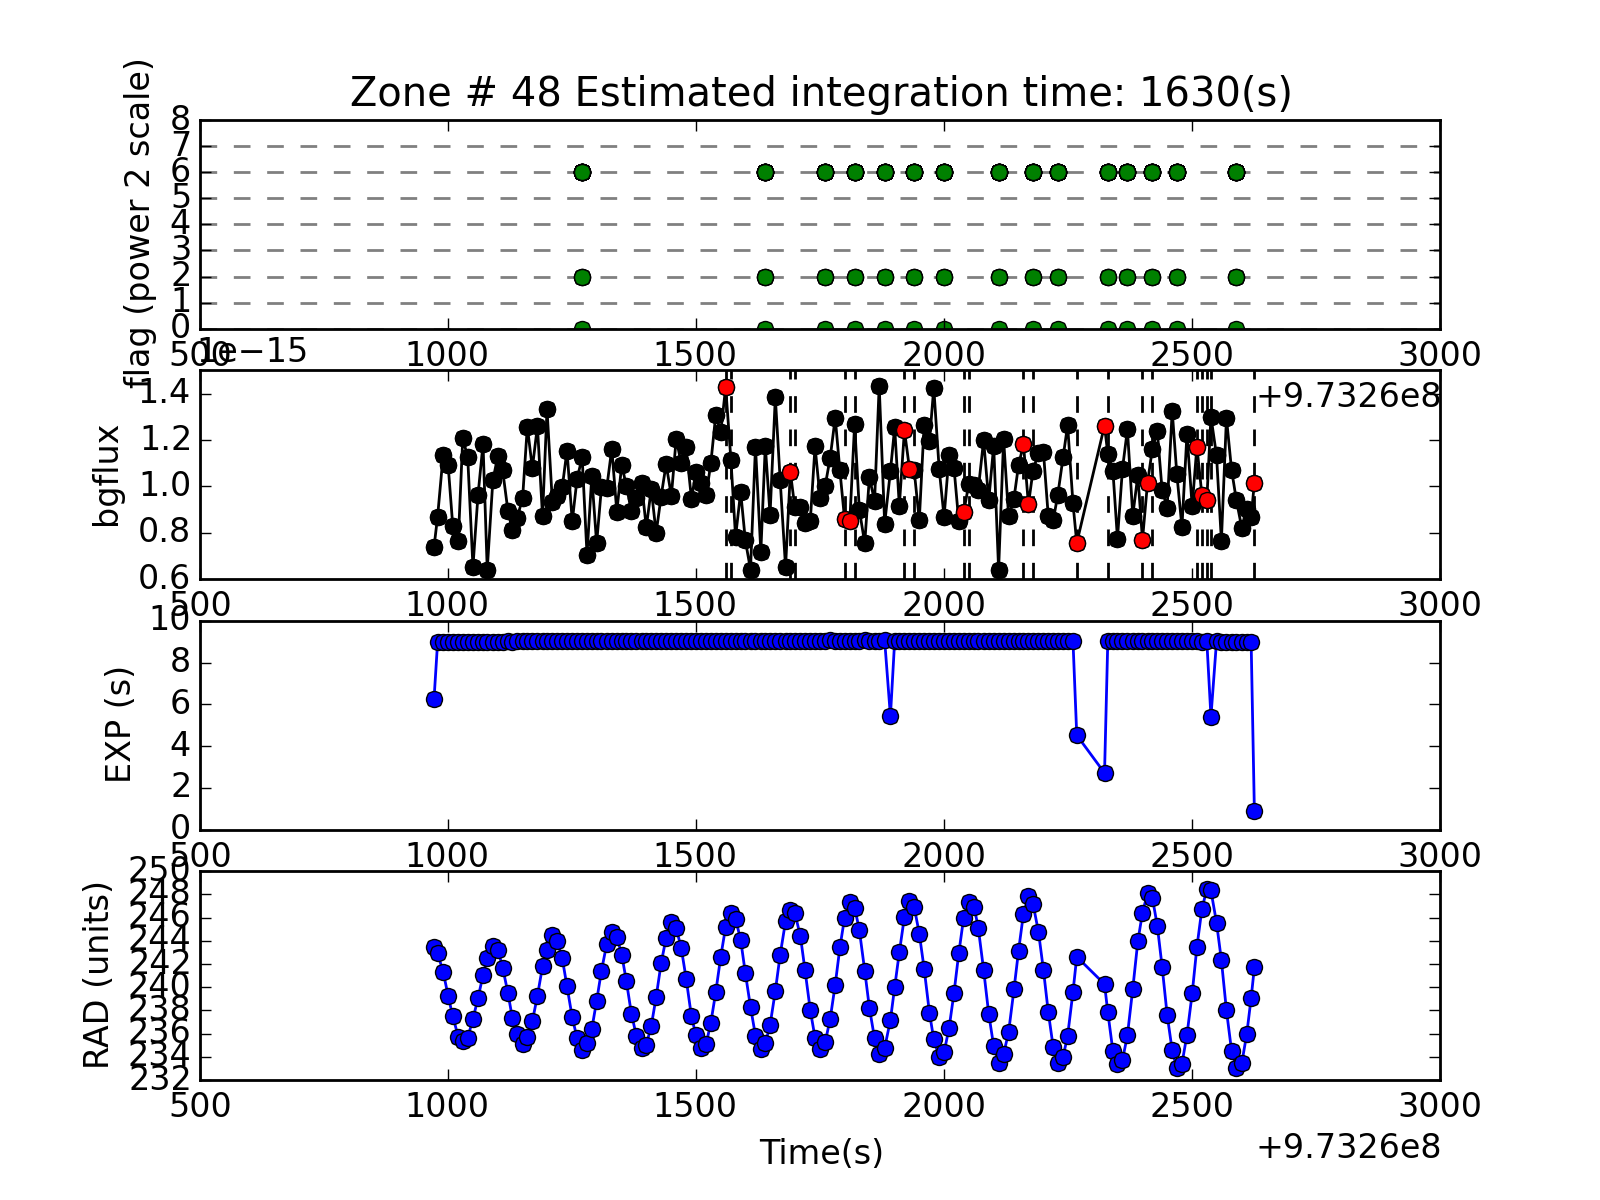 Zone # 48 Estimated integration time: 1630(s)
flag (power 2 scale)
8
7
6
5
4
3
2
1
0
500 1000 1500 2000 2500 3000
1e−15
+9.7326e8
bgflux
1.4
1.2
1.0
0.8
0.6
500 1000 1500 2000 2500 3000
EXP (s)
10
8
6
4
2
0
500 1000 1500 2000 2500 3000
RAD (units)
250
248
246
244
242
240
238
236
234
232
500 1000 1500 2000 2500 3000
Time(s)
+9.7326e8